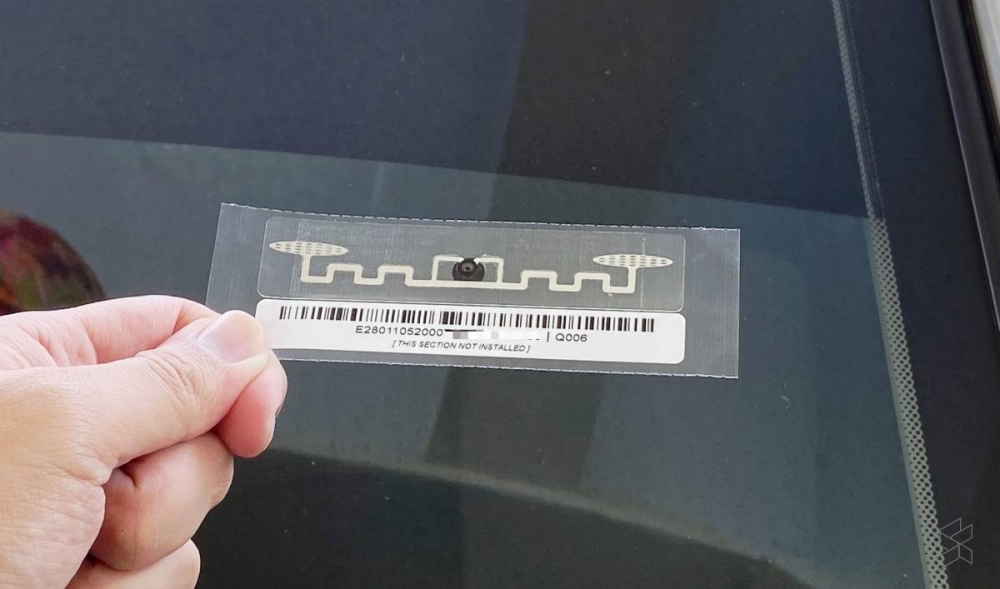 E28011052000 | Q006
[ THIS SECTION NOT INSTALLED ]